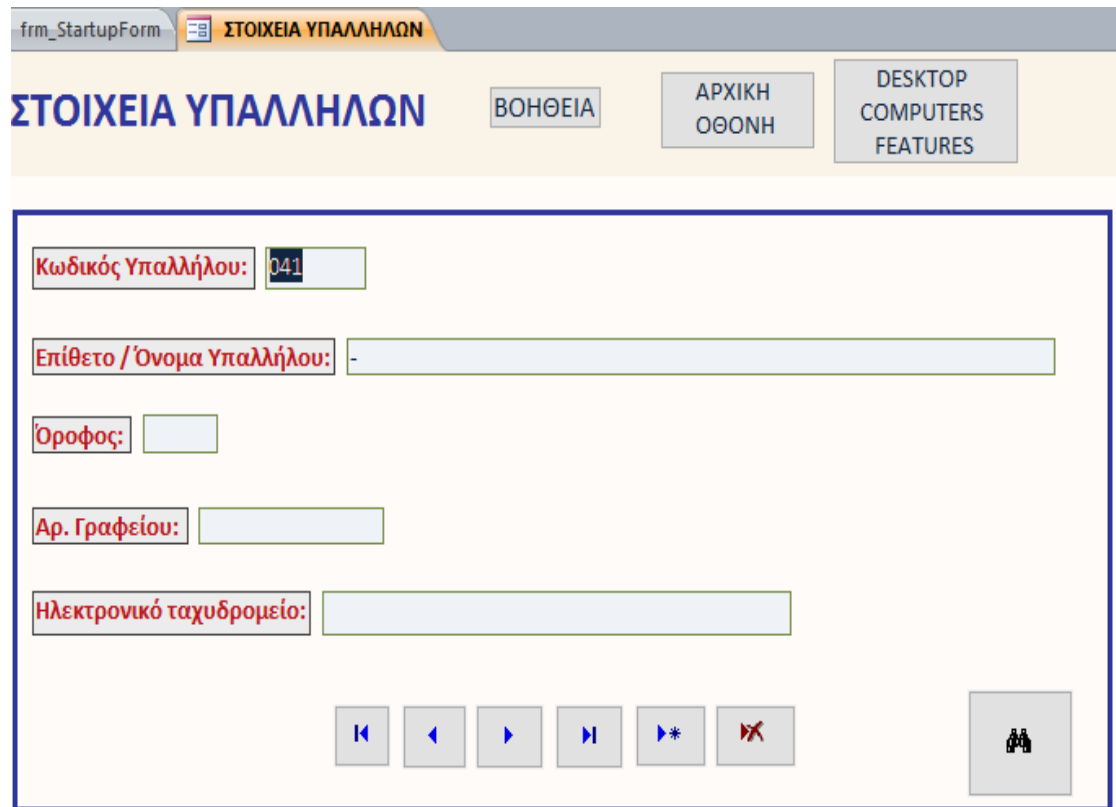 frm_StartupForm
ΣΤΟΙΧΕΙΑ ΥΠΑΛΛΗΛΩΝ
ΣΤΟΙΧΕΙΑ ΥΠΑΛΛΗΛΩΝ
ΒΟΗΘΕΙΑ
ΑΡΧΙΚΗ
ΟΘΟΝΗ
DESKTOP
COMPUTERS
FEATURES
Κωδικός Υπαλλήλου:
041
Επίθετο / Όνομα Υπαλλήλου:
-
Όροφος:
Αρ. Γραφείου:
Ηλεκτρονικό ταχυδρομείο: